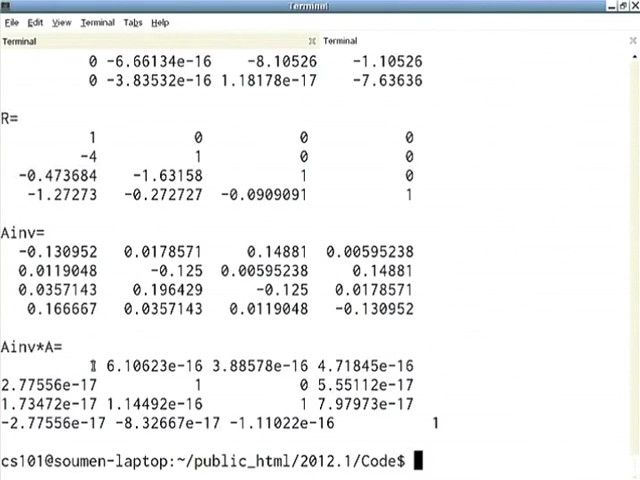 Terminal
File Edit View Terminal Tabs Help
Terminal Terminal
0 -6.66134e-16 -8.10526 -1.10526
0 -3.83532e-16 1.18178e-17 -7.63636
R=
1 0 0 0
-4 1 0 0
-0.473684 -1.63158 1 0
-1.27273 -0.272727 -0.0909091 1
Ainv=
-0.130952 0.0178571 0.14881 0.00595238
0.0119048 -0.125 0.00595238 0.14881
0.0357143 0.196429 -0.125 0.0178571
0.166667 0.0357143 0.0119048 -0.130952
Ainv*A=
1 6.10623e-16 3.88578e-16 4.71845e-16
2.77556e-17 1 0 5.55112e-17
1.73472e-17 1.14492e-16 1 7.97973e-17
-2.77556e-17 -8.32667e-17 -1.11022e-16 1
cs101@soumen-laptop:~/public_html/2012.1/Code$